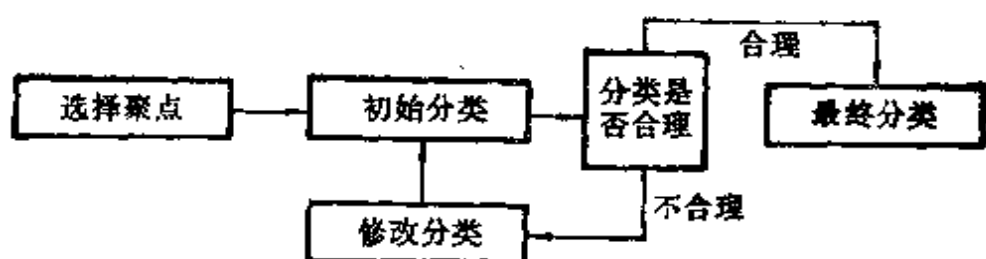 合理
选择聚点
初始分类
分类是
否合理
最终分类
不合理
修改分类